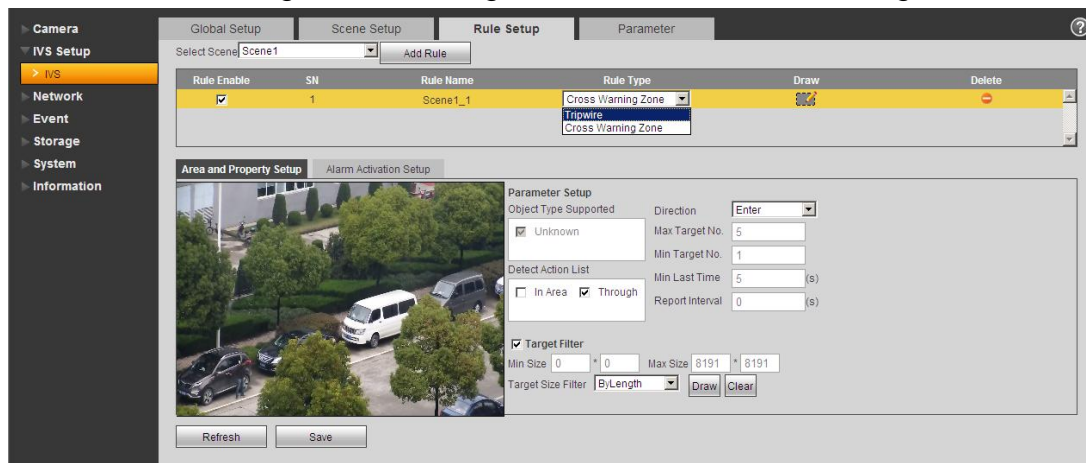 Camera
IVS Setup
> IVS
Network
Event
Storage
System
Information
Global Setup Scene Setup Rule Setup Parameter
?
Select Scene Scene1 Add Rule
Rule Enable SN Rule Name Rule Type Draw Delete
1 Scene1_1 Cross Warning Zone
Tripwire
Cross Warning Zone
Area and Property Setup Alarm Activation Setup
Parameter Setup
Object Type Supported Direction Enter
Unknown Max Target No. 5
Min Target No. 1
Detect Action List Min Last Time 5 (s)
In Area Through Report Interval 0 (s)
Target Filter
Min Size 0 * 0 Max Size 8191 * 8191
Target Size Filter ByLength Draw Clear
Refresh Save